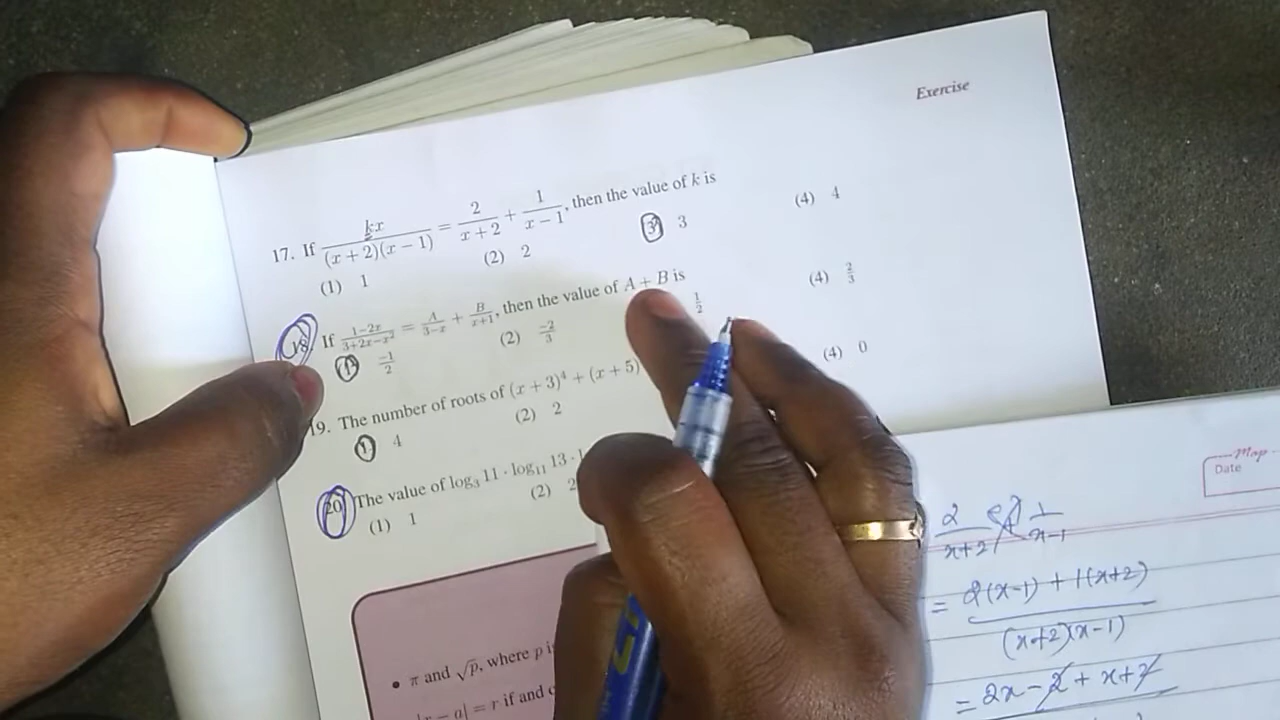 Exercise
17. If kx/((x + 2)(x − 1)) = 2/(x + 2) + 1/(x − 1), then the value of k is
(1) 1 (2) 2 (3) 3 (4) 4
18. If (1−2x)/(3+2x−x²) = A/(3−x) + B/(x+1), then the value of A + B is
(1) −1/2 (2) −2/3 1/2 (4) 2/3
19. The number of roots of (x + 3)⁴ + (x + 5)
(1) 4 (2) 2 (4) 0
20. The value of log₃ 11 · log₁₁ 13 ·
(1) 1 (2) 2
• π and √p, where p
= r if and
Date
2/(x+2) 1/(x−1)
= (2(x−1) + 1(x+2))/((x+2)(x−1))
= 2x − 2 + x + 2